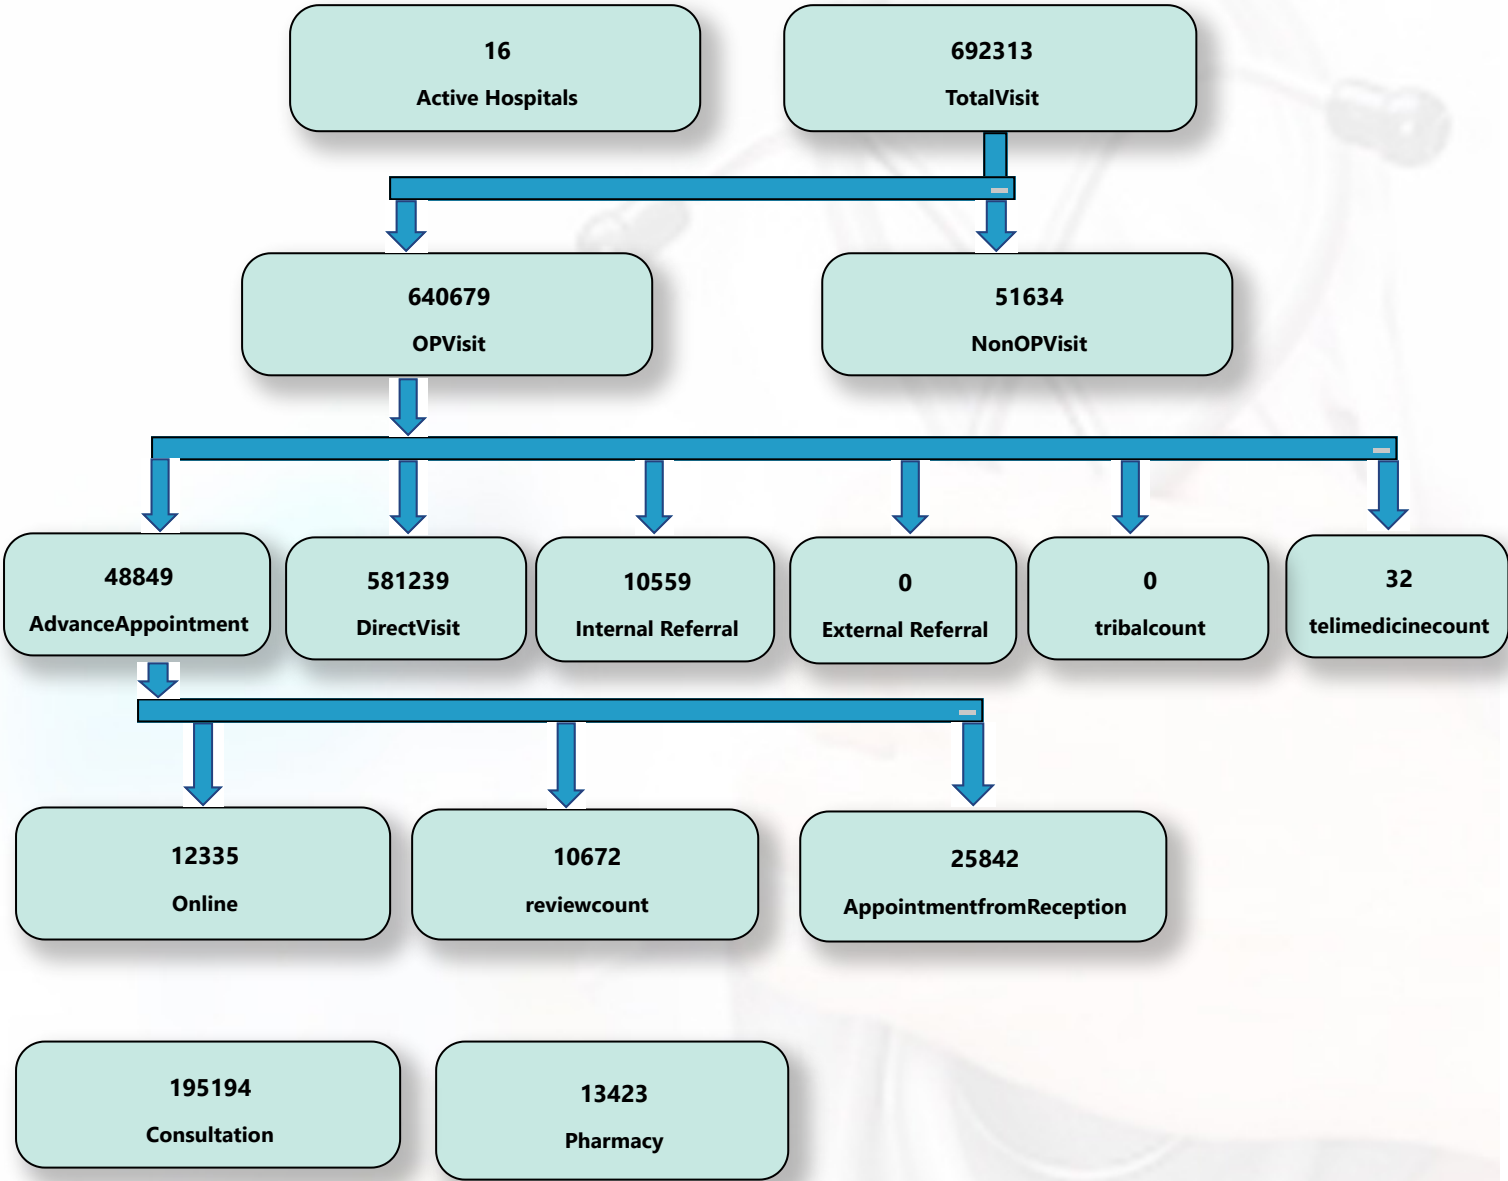 16
Active Hospitals
692313
TotalVisit
640679
OPVisit
51634
NonOPVisit
48849
AdvanceAppointment
581239
DirectVisit
10559
Internal Referral
0
External Referral
0
tribalcount
32
telimedicinecount
12335
Online
10672
reviewcount
25842
AppointmentfromReception
195194
Consultation
13423
Pharmacy